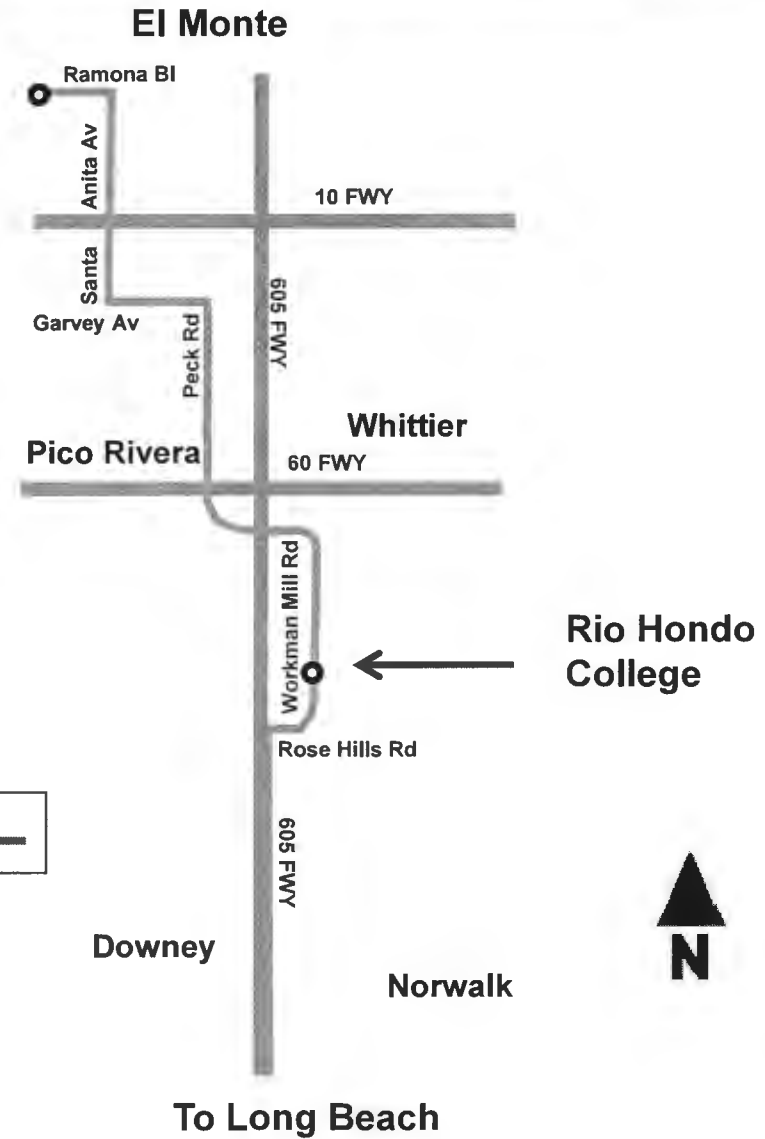 El Monte
Ramona Bl
Anita Av
10 FWY
Santa
605 FWY
Garvey Av
Peck Rd
Whittier
Pico Rivera
60 FWY
Workman Mill Rd
Rio Hondo
College
Rose Hills Rd
605 FWY
Downey
N
Norwalk
To Long Beach